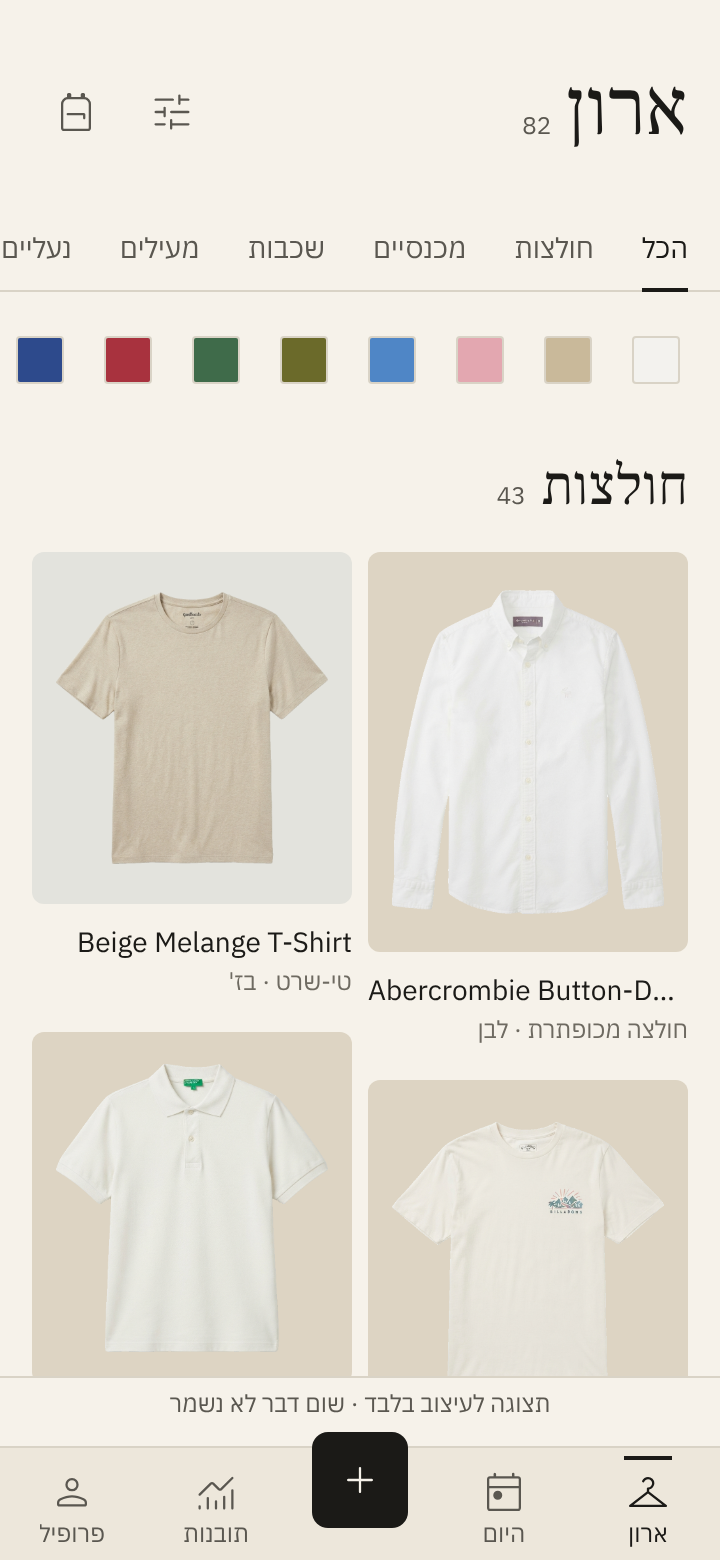 ארון 82
הכל חולצות מכנסיים שכבות מעילים נעליים
חולצות 43
Abercrombie Button-D...
חולצה מכופתרת · לבן
Beige Melange T-Shirt
טי-שרט · בז'
BILLABONG
תצוגה לעיצוב בלבד · שום דבר לא נשמר
ארון היום תובנות פרופיל